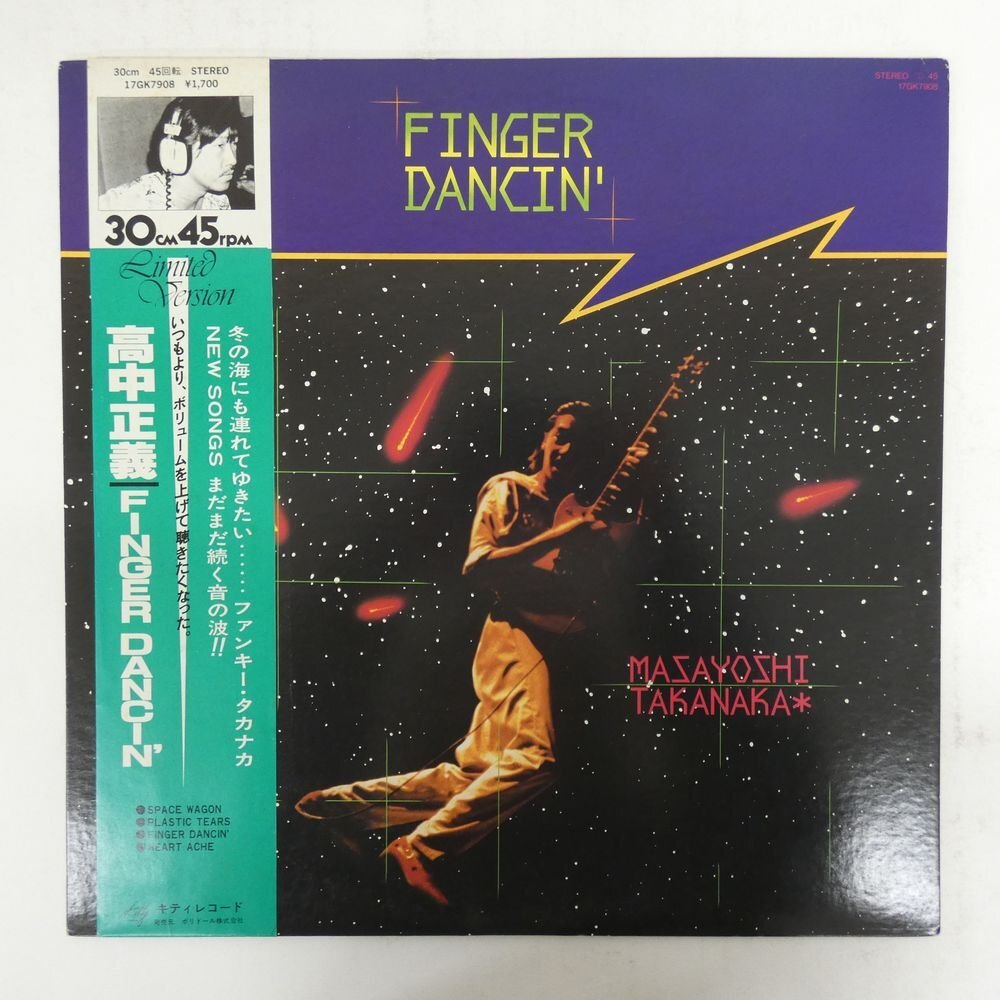 30cm 45回転 STEREO
17GK7908 ¥1,700
30CM45rpm
Limited
Version
冬の海にも連れてゆきたい……ファンキー・タカナカ
NEW SONGS まだまだ続く音の波!!
いつもより、ボリュームを上げて聴きたくなった。
高中正義 FINGER DANCIN'
SPACE WAGON
PLASTIC TEARS
FINGER DANCIN'
HEART ACHE
Kitty キティレコード
発売元 ポリドール株式会社
STEREO 45
17GK7908
FINGER
DANCIN'
MASAYOSHI
TAKANAKA*